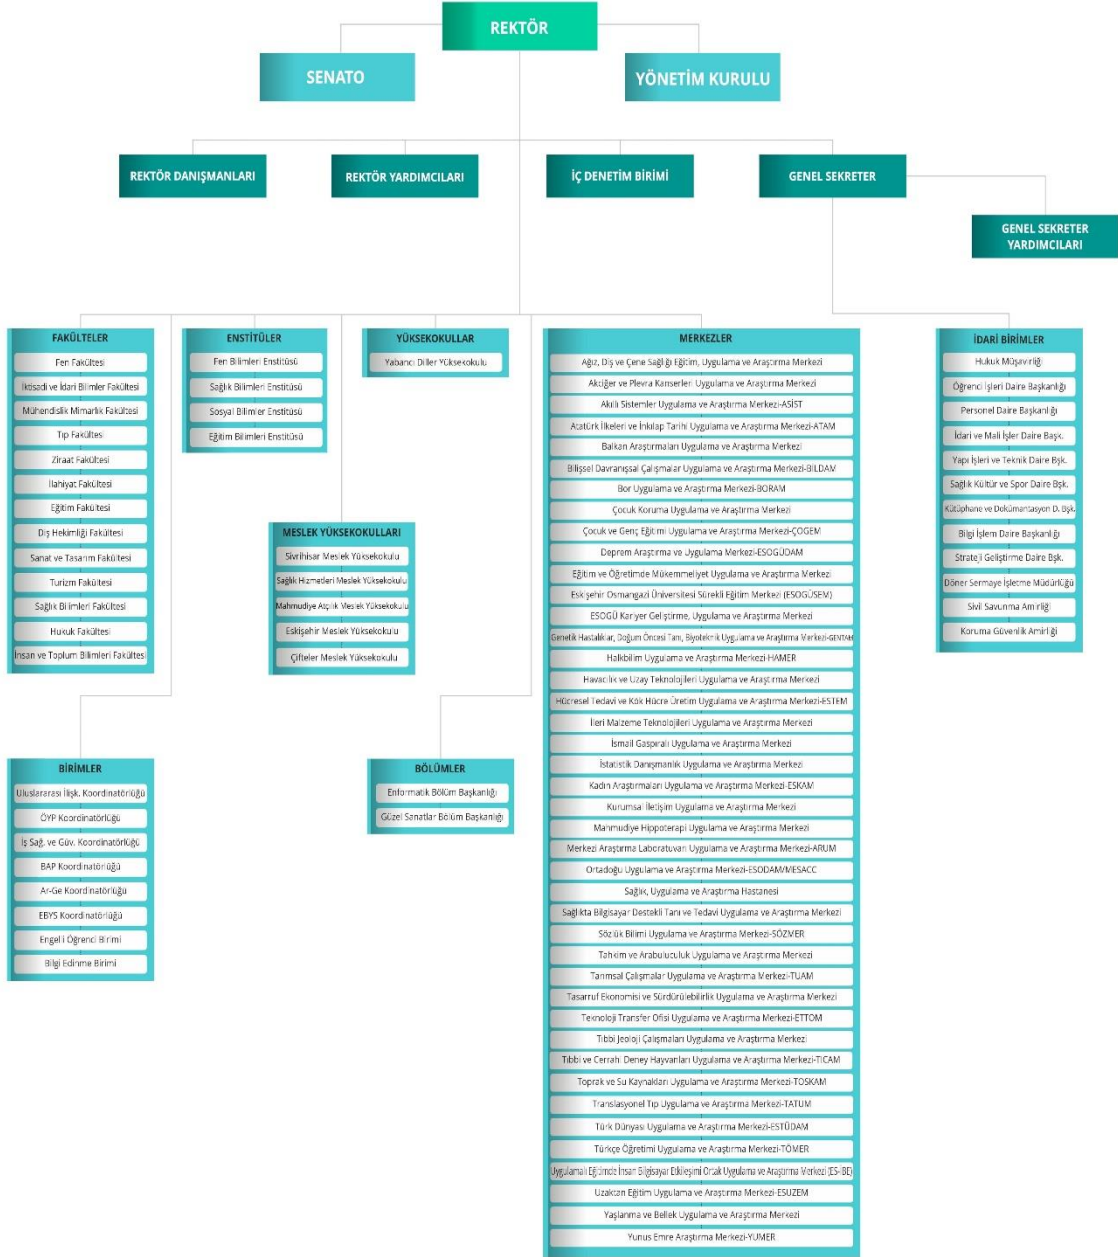 REKTÖR
SENATO
YÖNETİM KURULU
REKTÖR DANIŞMANLARI
REKTÖR YARDIMCILARI
İÇ DENETİM BİRİMİ
GENEL SEKRETER
GENEL SEKRETER
YARDIMCILARI
FAKÜLTELER
Fen Fakültesi
İktisadi ve İdari Bilimler Fakültesi
Mühendislik Mimarlık Fakültesi
Tıp Fakültesi
Ziraat Fakültesi
İlahiyat Fakültesi
Eğitim Fakültesi
Diş Hekimliği Fakültesi
Sanat ve Tasarım Fakültesi
Turizm Fakültesi
Sağlık Bilimleri Fakültesi
Hukuk Fakültesi
İnsan ve Toplum Bilimleri Fakültesi
ENSTİTÜLER
Fen Bilimleri Enstitüsü
Sağlık Bilimleri Enstitüsü
Sosyal Bilimler Enstitüsü
Eğitim Bilimleri Enstitüsü
YÜKSEKOKULLAR
Yabancı Diller Yüksekokulu
MESLEK YÜKSEKOKULLARI
Sivrihisar Meslek Yüksekokulu
Sağlık Hizmetleri Meslek Yüksekokulu
Mahmudiye Atçılık Meslek Yüksekokulu
Eskişehir Meslek Yüksekokulu
Çifteler Meslek Yüksekokulu
MERKEZLER
Ağız, Diş ve Çene Sağlığı Eğitim, Uygulama ve Araştırma Merkezi
Akciğer ve Plevra Kanserleri Uygulama ve Araştırma Merkezi
Akıllı Sistemler Uygulama ve Araştırma Merkezi-ASİST
Atatürk İlkeleri ve İnkılap Tarihi Uygulama ve Araştırma Merkezi-ATAM
Balkan Araştırmaları Uygulama ve Araştırma Merkezi
Bilişsel Davranışsal Çalışmalar Uygulama ve Araştırma Merkezi-BİLDAM
Bor Uygulama ve Araştırma Merkezi-BORAM
Çocuk Koruma Uygulama ve Araştırma Merkezi
Çocuk ve Genç Eğitimi Uygulama ve Araştırma Merkezi-ÇOGEM
Deprem Araştırma ve Uygulama Merkezi-ESOGÜDAM
Eğitim ve Öğretimde Mükemmeliyet Uygulama ve Araştırma Merkezi
Eskişehir Osmangazi Üniversitesi Sürekli Eğitim Merkezi (ESOGÜSEM)
ESOGÜ Kariyer Geliştirme, Uygulama ve Araştırma Merkezi
Genetik Hastalıklar, Doğum Öncesi Tanı, Biyoteknik Uygulama ve Araştırma Merkezi-GENTAM
Halkbilim Uygulama ve Araştırma Merkezi-HAMER
Havacılık ve Uzay Teknolojileri Uygulama ve Araştırma Merkezi
Hücresel Tedavi ve Kök Hücre Üretim Uygulama ve Araştırma Merkezi-ESTEM
İleri Malzeme Teknolojileri Uygulama ve Araştırma Merkezi
İsmail Gaspıralı Uygulama ve Araştırma Merkezi
İstatistik Danışmanlık Uygulama ve Araştırma Merkezi
Kadın Araştırmaları Uygulama ve Araştırma Merkezi-ESKAM
Kurumsal İletişim Uygulama ve Araştırma Merkezi
Mahmudiye Hippoterapi Uygulama ve Araştırma Merkezi
Merkezi Araştırma Laboratuvarı Uygulama ve Araştırma Merkezi-ARUM
Ortadoğu Uygulama ve Araştırma Merkezi-ESODAM/MESACC
Sağlık, Uygulama ve Araştırma Hastanesi
Sağlıkta Bilgisayar Destekli Tanı ve Tedavi Uygulama ve Araştırma Merkezi
Sözlük Bilimi Uygulama ve Araştırma Merkezi-SÖZMER
Tahkim ve Arabuluculuk Uygulama ve Araştırma Merkezi
Tarımsal Çalışmalar Uygulama ve Araştırma Merkezi-TUAM
Tasarruf Ekonomisi ve Sürdürülebilirlik Uygulama ve Araştırma Merkezi
Teknoloji Transfer Ofisi Uygulama ve Araştırma Merkezi-ETTOM
Tıbbi Jeoloji Çalışmaları Uygulama ve Araştırma Merkezi
Tıbbi ve Cerrahi Deney Hayvanları Uygulama ve Araştırma Merkezi-TICAM
Toprak ve Su Kaynakları Uygulama ve Araştırma Merkezi-TOSKAM
Translasyonel Tıp Uygulama ve Araştırma Merkezi-TATUM
Türk Dünyası Uygulama ve Araştırma Merkezi-ESTÜDAM
Türkçe Öğretimi Uygulama ve Araştırma Merkezi-TÖMER
Uygulamalı Eğitimde İnsan Bilgisayar Etkileşimi Ortak Uygulama ve Araştırma Merkezi (ES-İBE)
Uzaktan Eğitim Uygulama ve Araştırma Merkezi-ESUZEM
Yaşlanma ve Bellek Uygulama ve Araştırma Merkezi
Yunus Emre Araştırma Merkezi-YUMER
İDARİ BİRİMLER
Hukuk Müşavirliği
Öğrenci İşleri Daire Başkanlığı
Personel Daire Başkanlığı
İdari ve Mali İşler Daire Başk.
Yapı İşleri ve Teknik Daire Bşk.
Sağlık Kültür ve Spor Daire Bşk.
Kütüphane ve Dokümantasyon D. Bşk.
Bilgi İşlem Daire Başkanlığı
Strateji Geliştirme Daire Bşk.
Döner Sermaye İşletme Müdürlüğü
Sivil Savunma Amirliği
Koruma Güvenlik Amirliği
BİRİMLER
Uluslararası İlişk. Koordinatörlüğü
ÖYP Koordinatörlüğü
İş Sağ. ve Güv. Koordinatörlüğü
BAP Koordinatörlüğü
Ar-Ge Koordinatörlüğü
EBYS Koordinatörlüğü
Engelli Öğrenci Birimi
Bilgi Edinme Birimi
BÖLÜMLER
Enformatik Bölüm Başkanlığı
Güzel Sanatlar Bölüm Başkanlığı